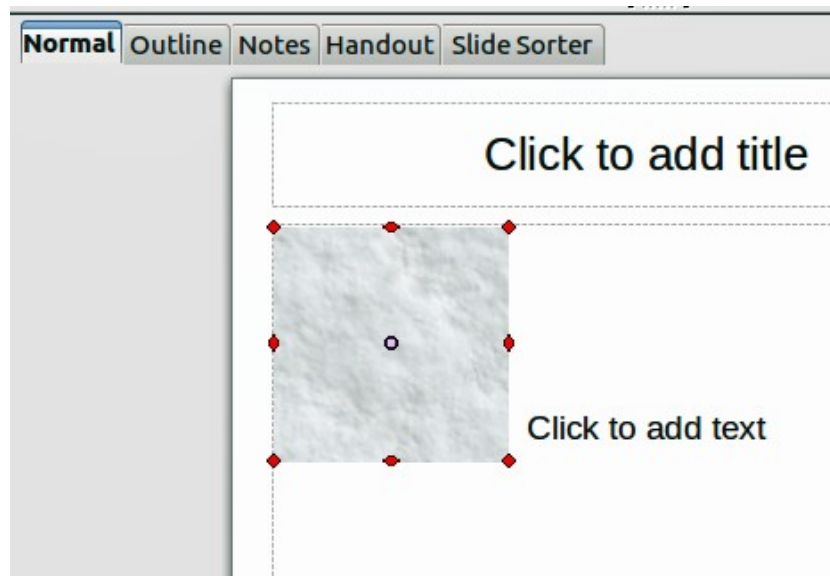 Normal Outline Notes Handout Slide Sorter
Click to add title
Click to add text